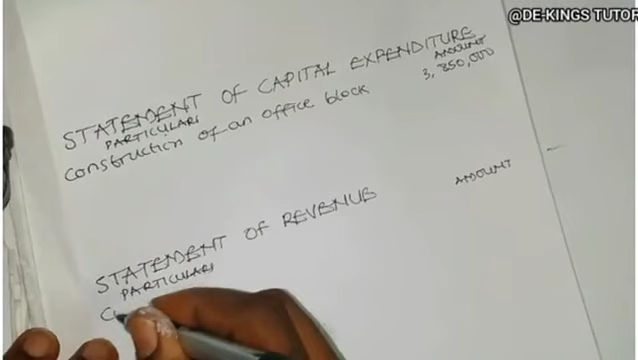 @DE-KINGS TUTOR
STATEMENT OF CAPITAL EXPENDITURE
PARTICULARS AMOUNT
Construction of an office block 3,850,000
STATEMENT OF REVENUE
PARTICULARS AMOUNT